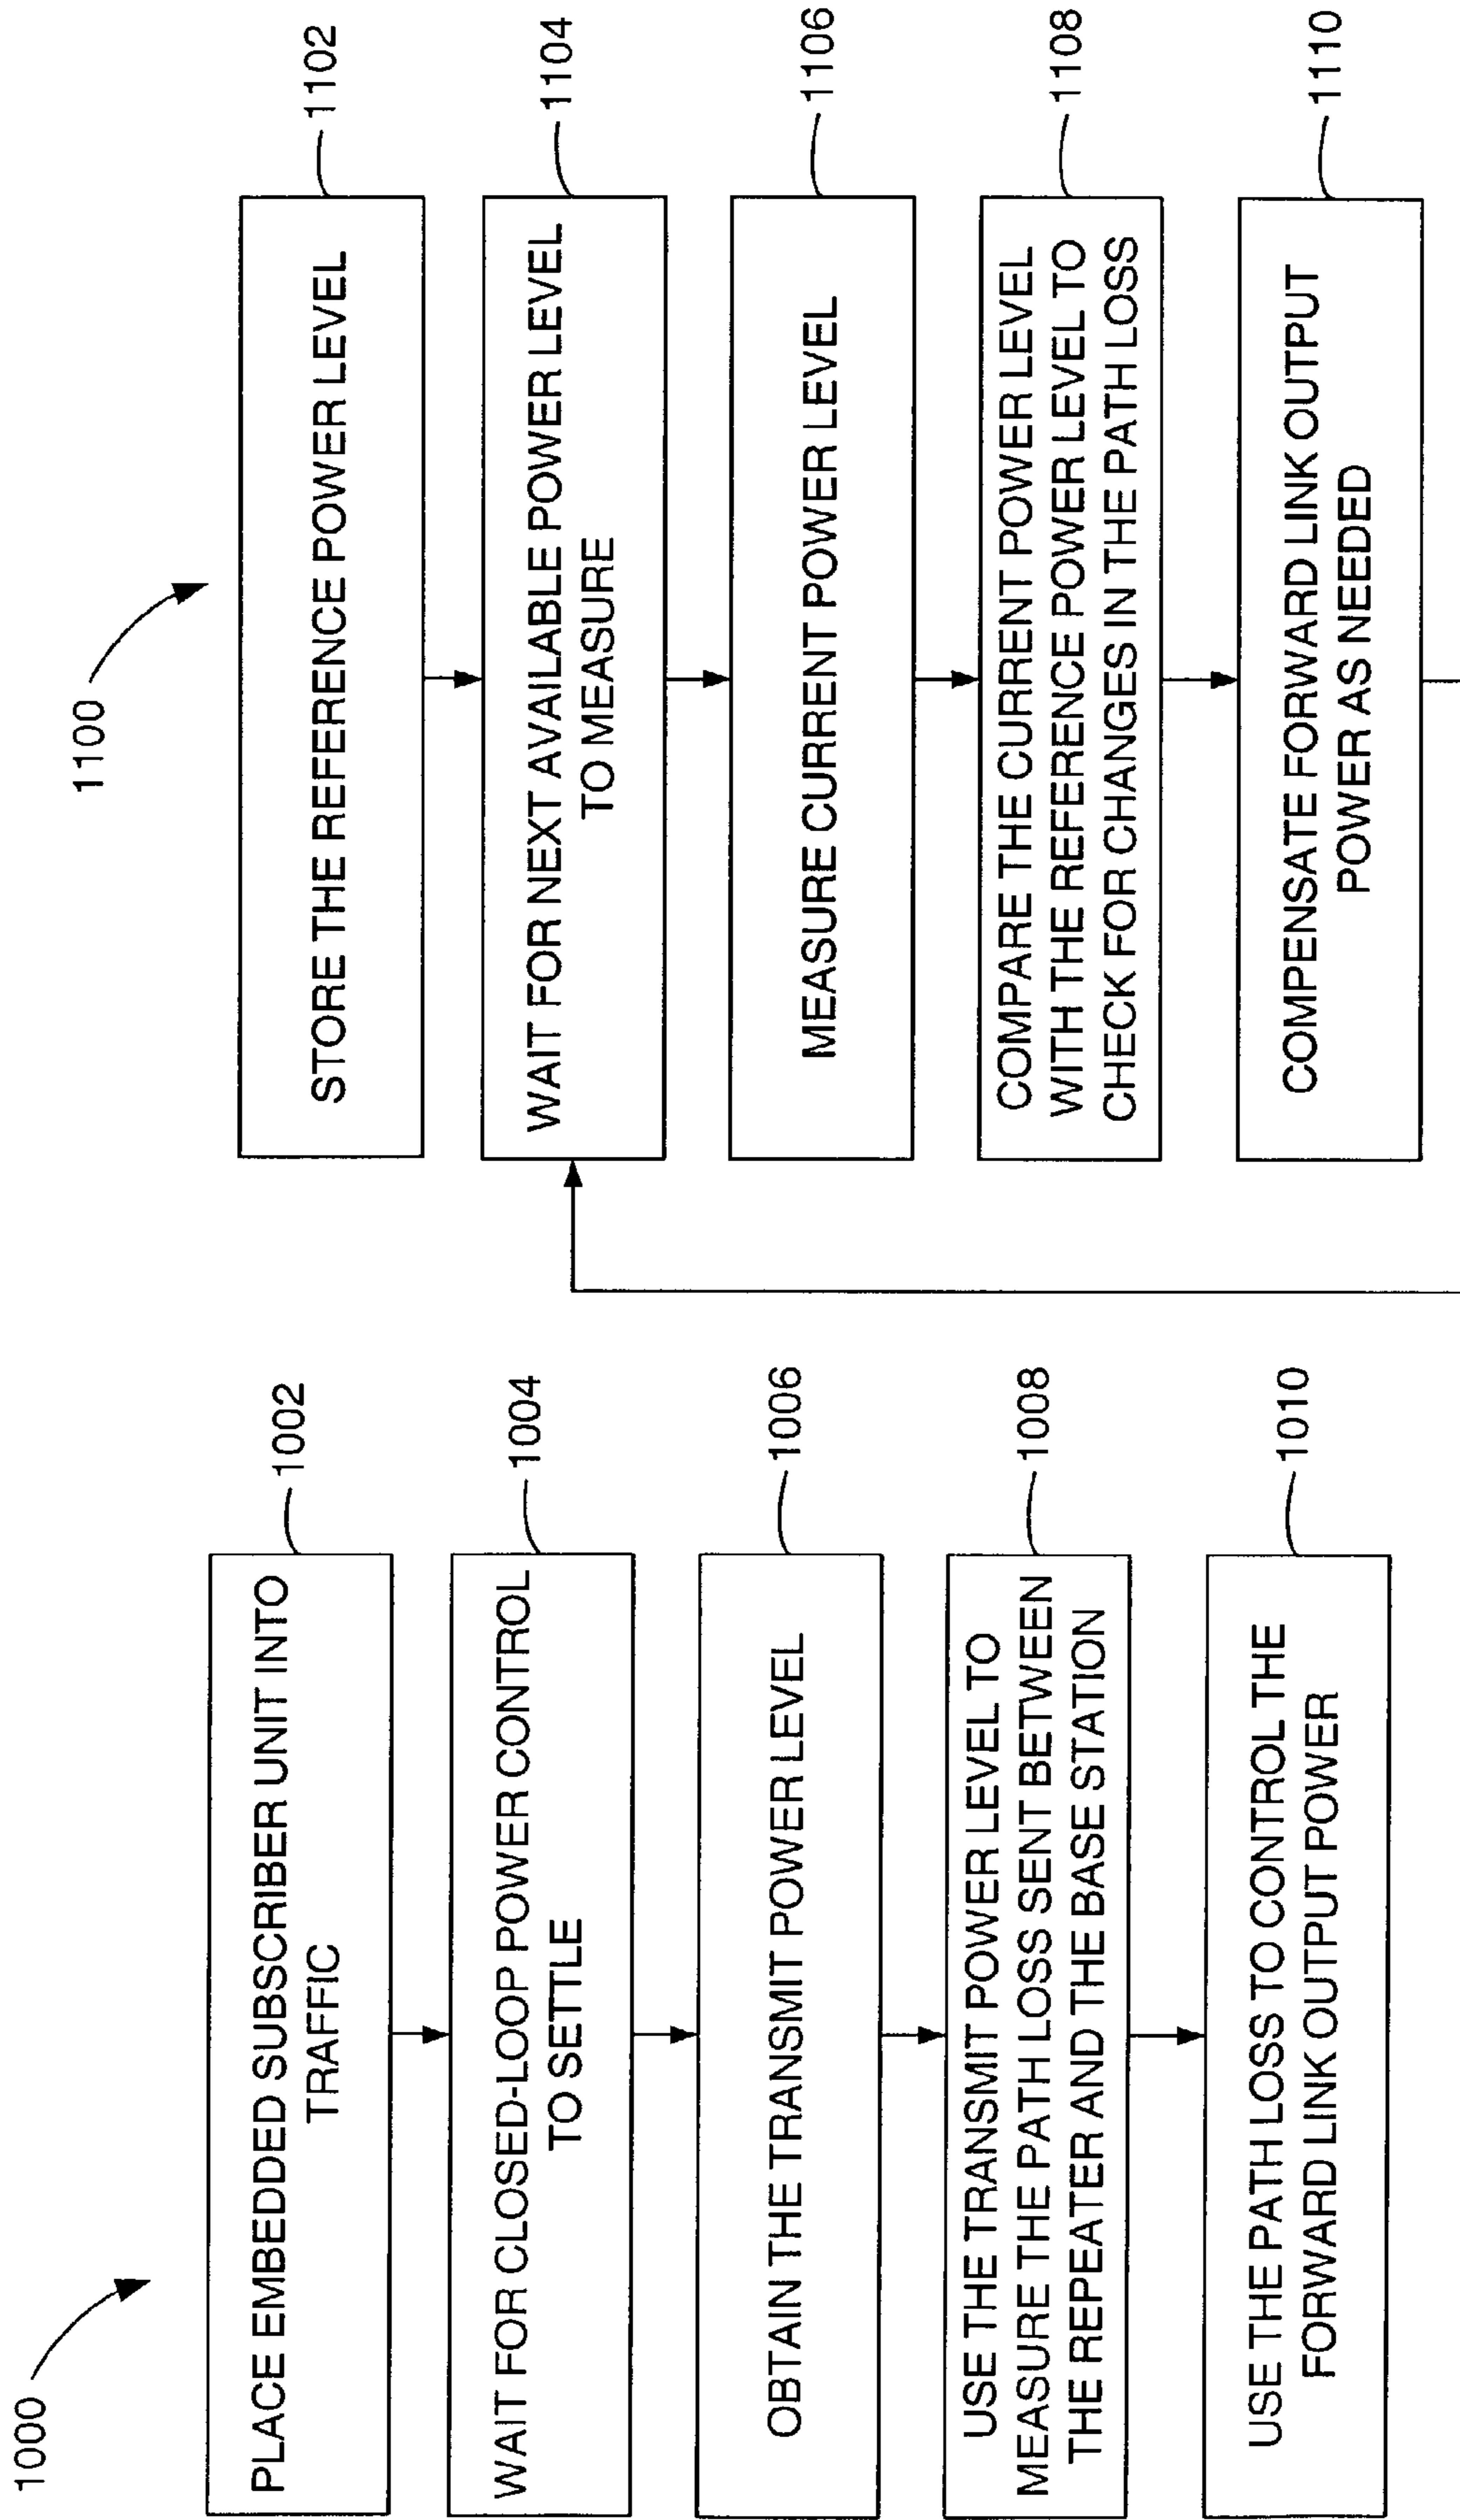 1000
PLACE EMBEDDED SUBSCRIBER UNIT INTO
TRAFFIC
1002
WAIT FOR CLOSED-LOOP POWER CONTROL
TO SETTLE
1004
OBTAIN THE TRANSMIT POWER LEVEL
1006
USE THE TRANSMIT POWER LEVEL TO
MEASURE THE PATH LOSS SENT BETWEEN
THE REPEATER AND THE BASE STATION
1008
USE THE PATH LOSS TO CONTROL THE
FORWARD LINK OUTPUT POWER
1010
1100
STORE THE REFERENCE POWER LEVEL
1102
WAIT FOR NEXT AVAILABLE POWER LEVEL
TO MEASURE
1104
MEASURE CURRENT POWER LEVEL
1106
COMPARE THE CURRENT POWER LEVEL
WITH THE REFERENCE POWER LEVEL TO
CHECK FOR CHANGES IN THE PATH LOSS
1108
COMPENSATE FORWARD LINK OUTPUT
POWER AS NEEDED
1110